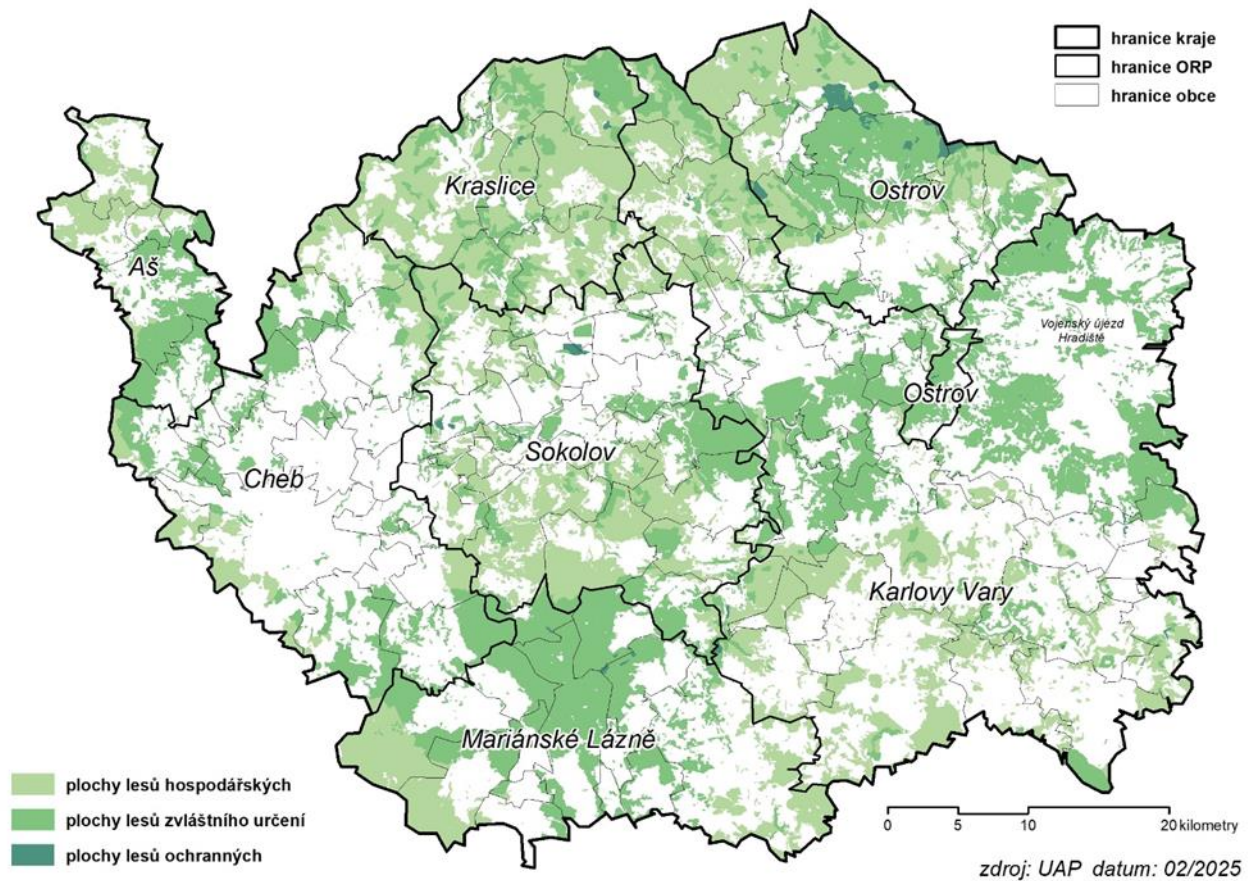 hranice kraje
hranice ORP
hranice obce
Kraslice
Ostrov
Aš
Vojenský újezd
Hradiště
Ostrov
Sokolov
Cheb
Karlovy Vary
Mariánské Lázně
plochy lesů hospodářských
plochy lesů zvláštního určení
plochy lesů ochranných
0 5 10 20 kilometry
zdroj: UAP datum: 02/2025